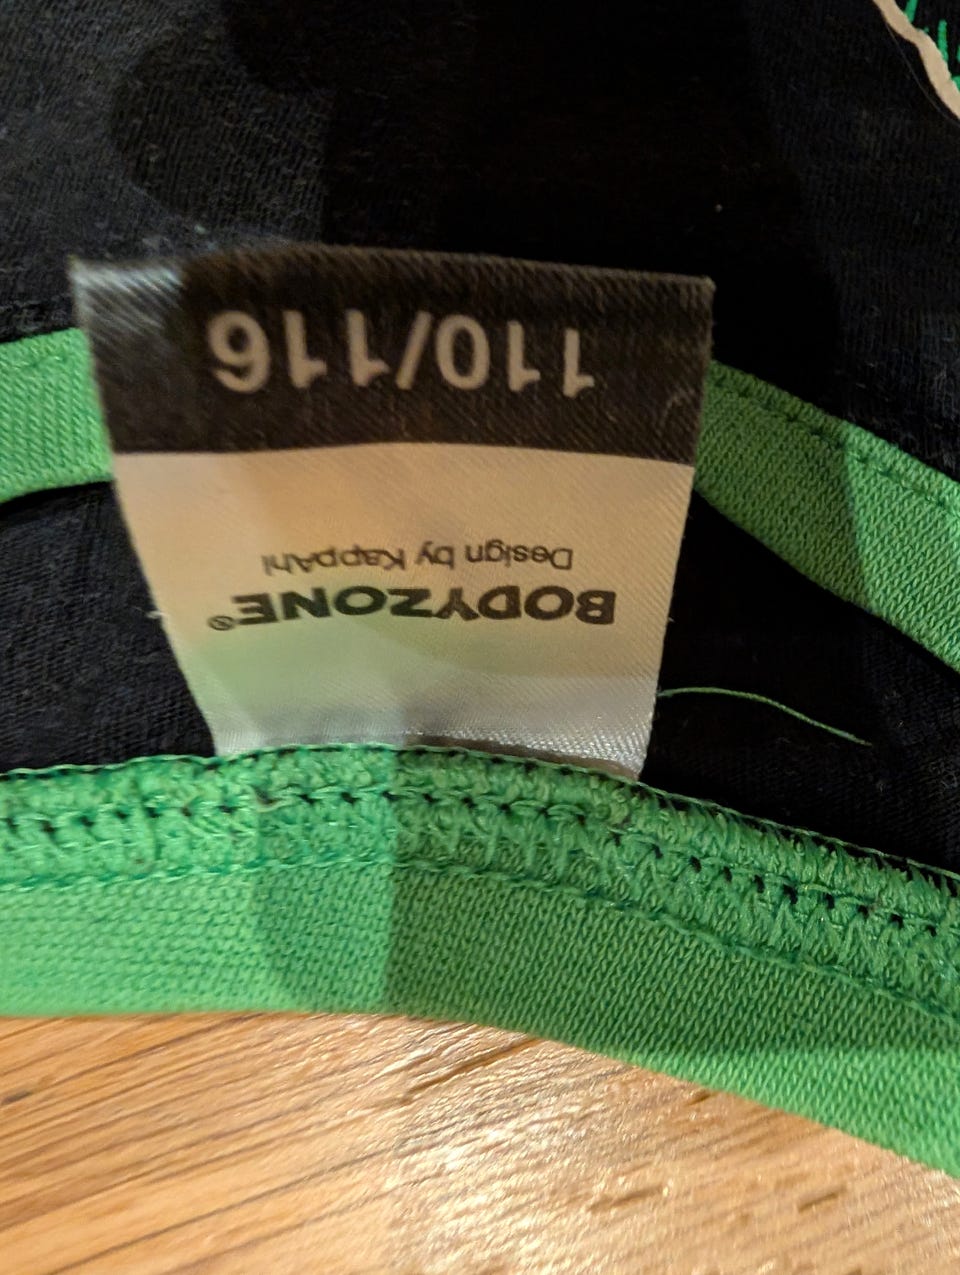 BODYZONE®
Design by KappAhl
110/116